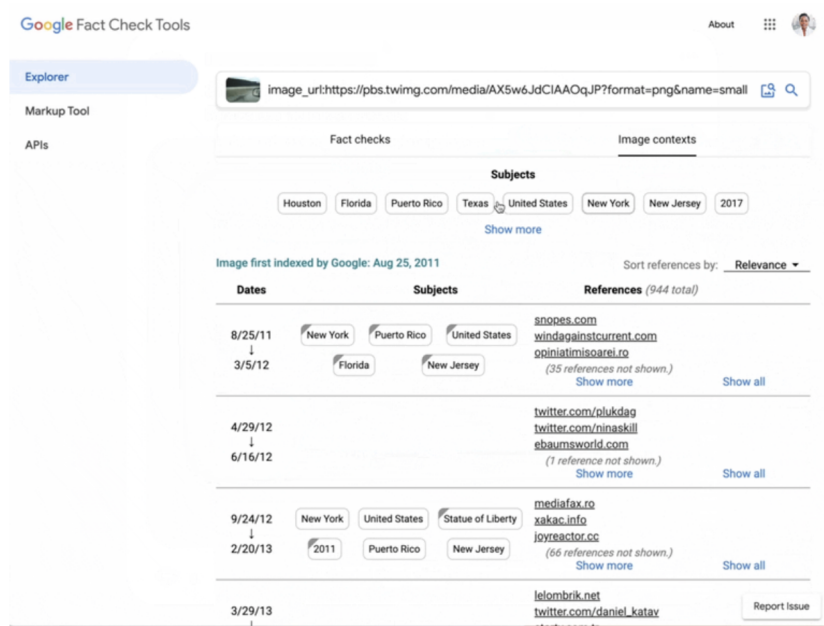 Google Fact Check Tools
About
Explorer
Markup Tool
APIs
image_url:https://pbs.twimg.com/media/AX5w6JdCIAAOqJP?format=png&name=small
Fact checks
Image contexts
Subjects
Houston
Florida
Puerto Rico
Texas
United States
New York
New Jersey
2017
Show more
Image first indexed by Google: Aug 25, 2011
Sort references by: Relevance
Dates
Subjects
References (944 total)
8/25/11
↓
3/5/12
New York
Puerto Rico
United States
Florida
New Jersey
snopes.com
windagainstcurrent.com
opiniatimisoarei.ro
(35 references not shown.)
Show more
Show all
4/29/12
↓
6/16/12
twitter.com/plukdag
twitter.com/ninaskill
ebaumsworld.com
(1 reference not shown.)
Show more
Show all
9/24/12
↓
2/20/13
New York
United States
Statue of Liberty
2011
Puerto Rico
New Jersey
mediafax.ro
xakac.info
joyreactor.cc
(66 references not shown.)
Show more
Show all
3/29/13
lelombrik.net
twitter.com/daniel_katav
Report Issue